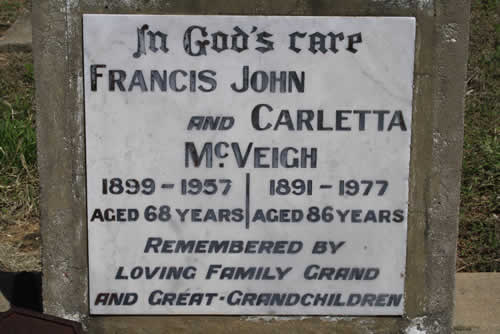 In God's care
Francis John
and Carletta
McVeigh
1899 - 1957 1891 - 1977
aged 68 years aged 86 years
Remembered by
loving Family Grand
and Great-Grandchildren